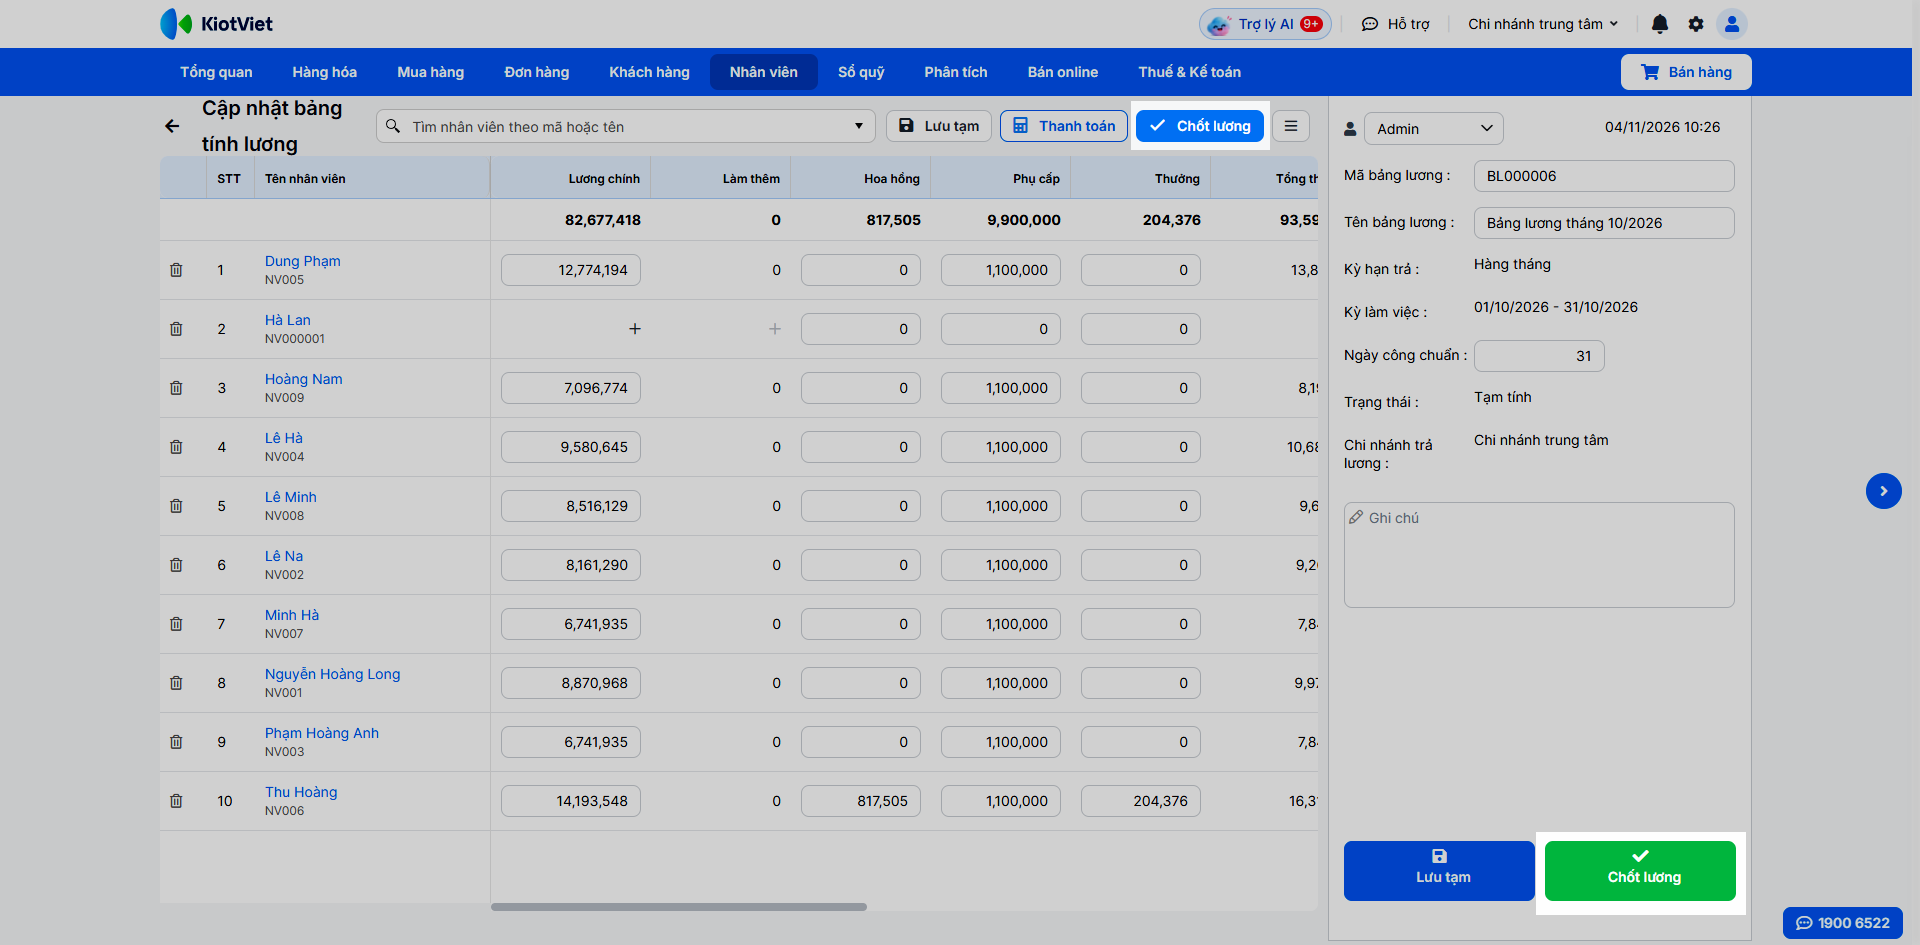 KiotViet
Trợ lý AI 9+
Hỗ trợ
Chi nhánh trung tâm
Tổng quan Hàng hóa Mua hàng Đơn hàng Khách hàng Nhân viên Sổ quỹ Phân tích Bán online Thuế & Kế toán Bán hàng
Cập nhật bảng
tính lương
Tìm nhân viên theo mã hoặc tên
Lưu tạm Thanh toán Chốt lương
STT Tên nhân viên Lương chính Làm thêm Hoa hồng Phụ cấp Thưởng
82,677,418 0 817,505 9,900,000 204,376
1 Dung Phạm 12,774,194 0 0 1,100,000 0
NV005
2 Hà Lan + + 0 0 0
NV000001
3 Hoàng Nam 7,096,774 0 0 1,100,000 0
NV009
4 Lê Hà 9,580,645 0 0 1,100,000 0
NV004
5 Lê Minh 8,516,129 0 0 1,100,000 0
NV008
6 Lê Na 8,161,290 0 0 1,100,000 0
NV002
7 Minh Hà 6,741,935 0 0 1,100,000 0
NV007
8 Nguyễn Hoàng Long 8,870,968 0 0 1,100,000 0
NV001
9 Phạm Hoàng Anh 6,741,935 0 0 1,100,000 0
NV003
10 Thu Hoàng 14,193,548 0 817,505 1,100,000 204,376
NV006
Admin 04/11/2026 10:26
Mã bảng lương : BL000006
Tên bảng lương : Bảng lương tháng 10/2026
Kỳ hạn trả : Hàng tháng
Kỳ làm việc : 01/10/2026 - 31/10/2026
Ngày công chuẩn : 31
Trạng thái : Tạm tính
Chi nhánh trả Chi nhánh trung tâm
lương :
Ghi chú
Lưu tạm Chốt lương
1900 6522